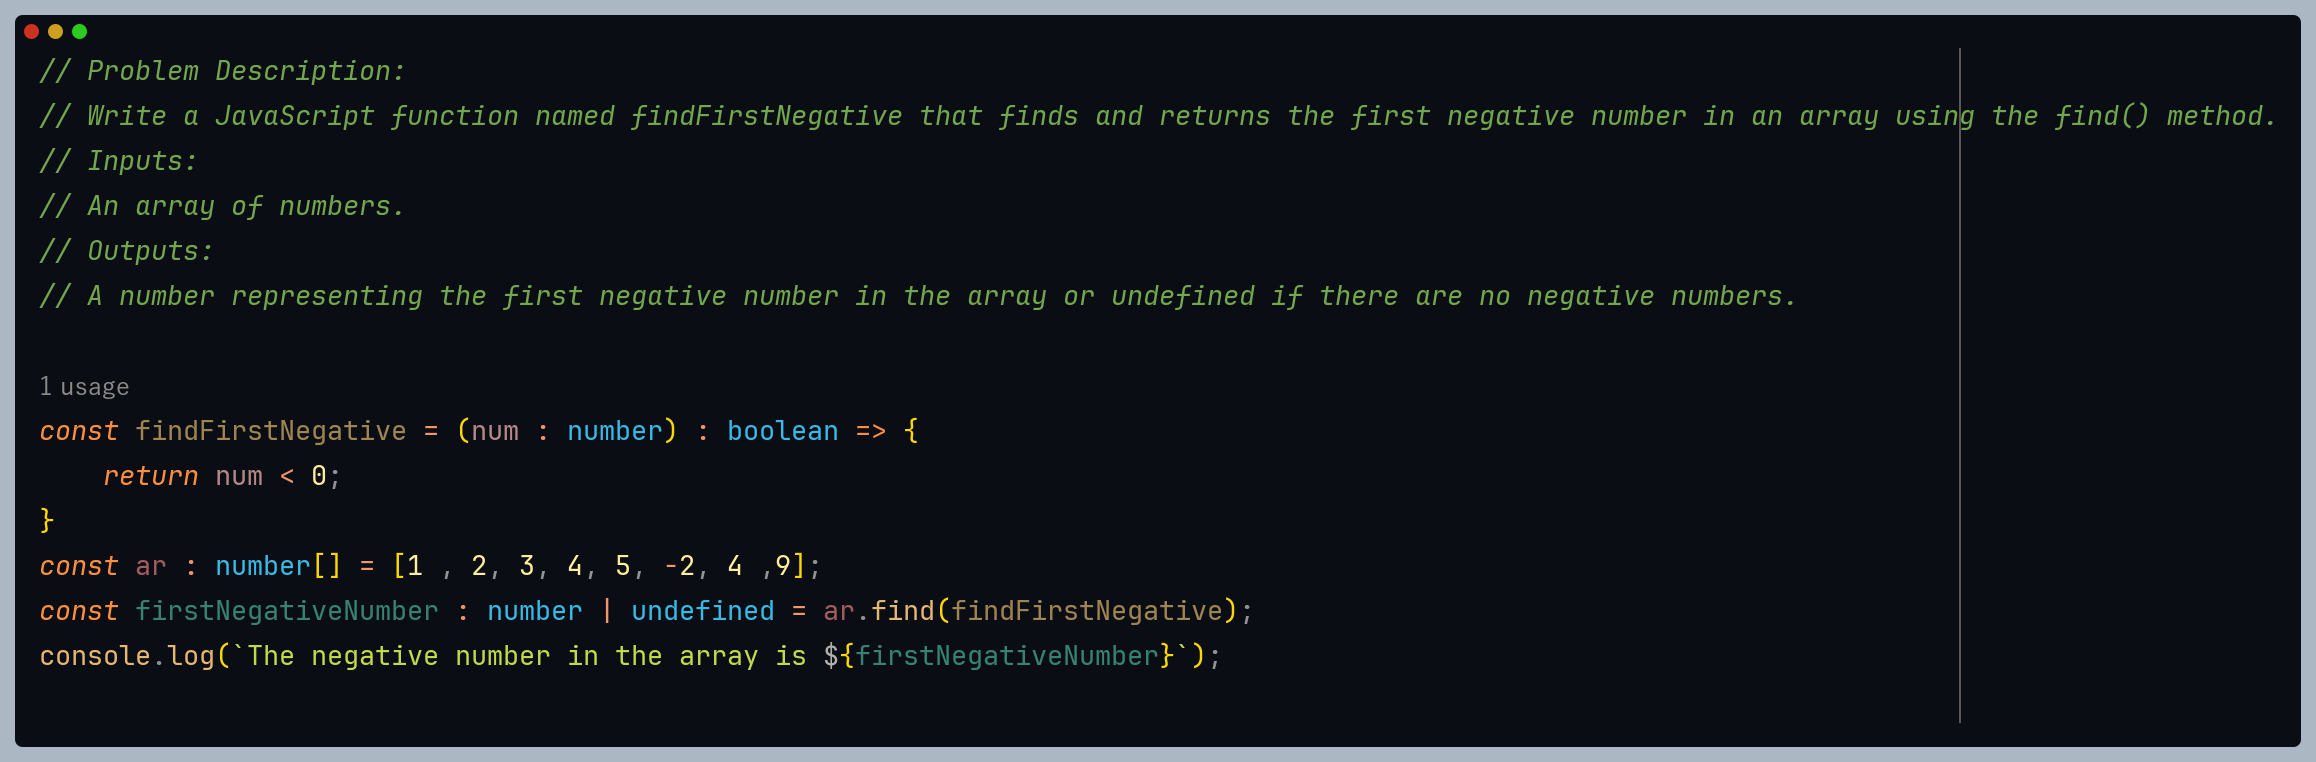 // Problem Description:
// Write a JavaScript function named findFirstNegative that finds and returns the first negative number in an array using the find() method.
// Inputs:
// An array of numbers.
// Outputs:
// A number representing the first negative number in the array or undefined if there are no negative numbers.
1 usage
const findFirstNegative = (num : number) : boolean => {
    return num < 0;
}
const ar : number[] = [1 , 2, 3, 4, 5, -2, 4 ,9];
const firstNegativeNumber : number | undefined = ar.find(findFirstNegative);
console.log(`The negative number in the array is ${firstNegativeNumber}`);